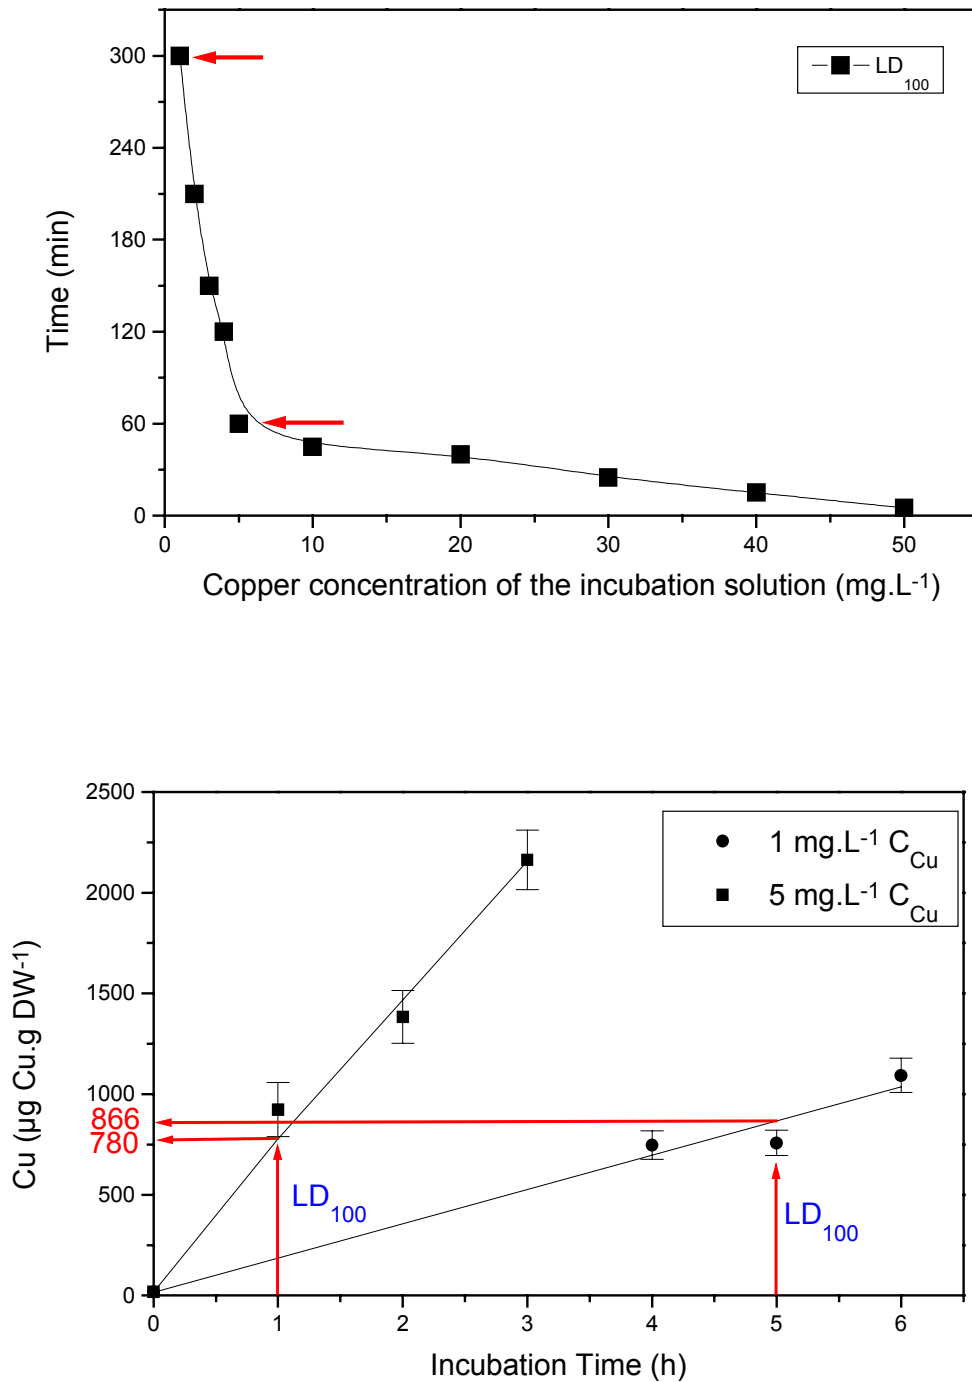 300
240
180
120
60
0
Time (min)
LD100
0 10 20 30 40 50
Copper concentration of the incubation solution (mg.L-1)
2500
2000
1500
1000
500
0
866
780
Cu (µg Cu.g DW-1)
1 mg.L-1 CCu
5 mg.L-1 CCu
LD100
LD100
0 1 2 3 4 5 6
Incubation Time (h)